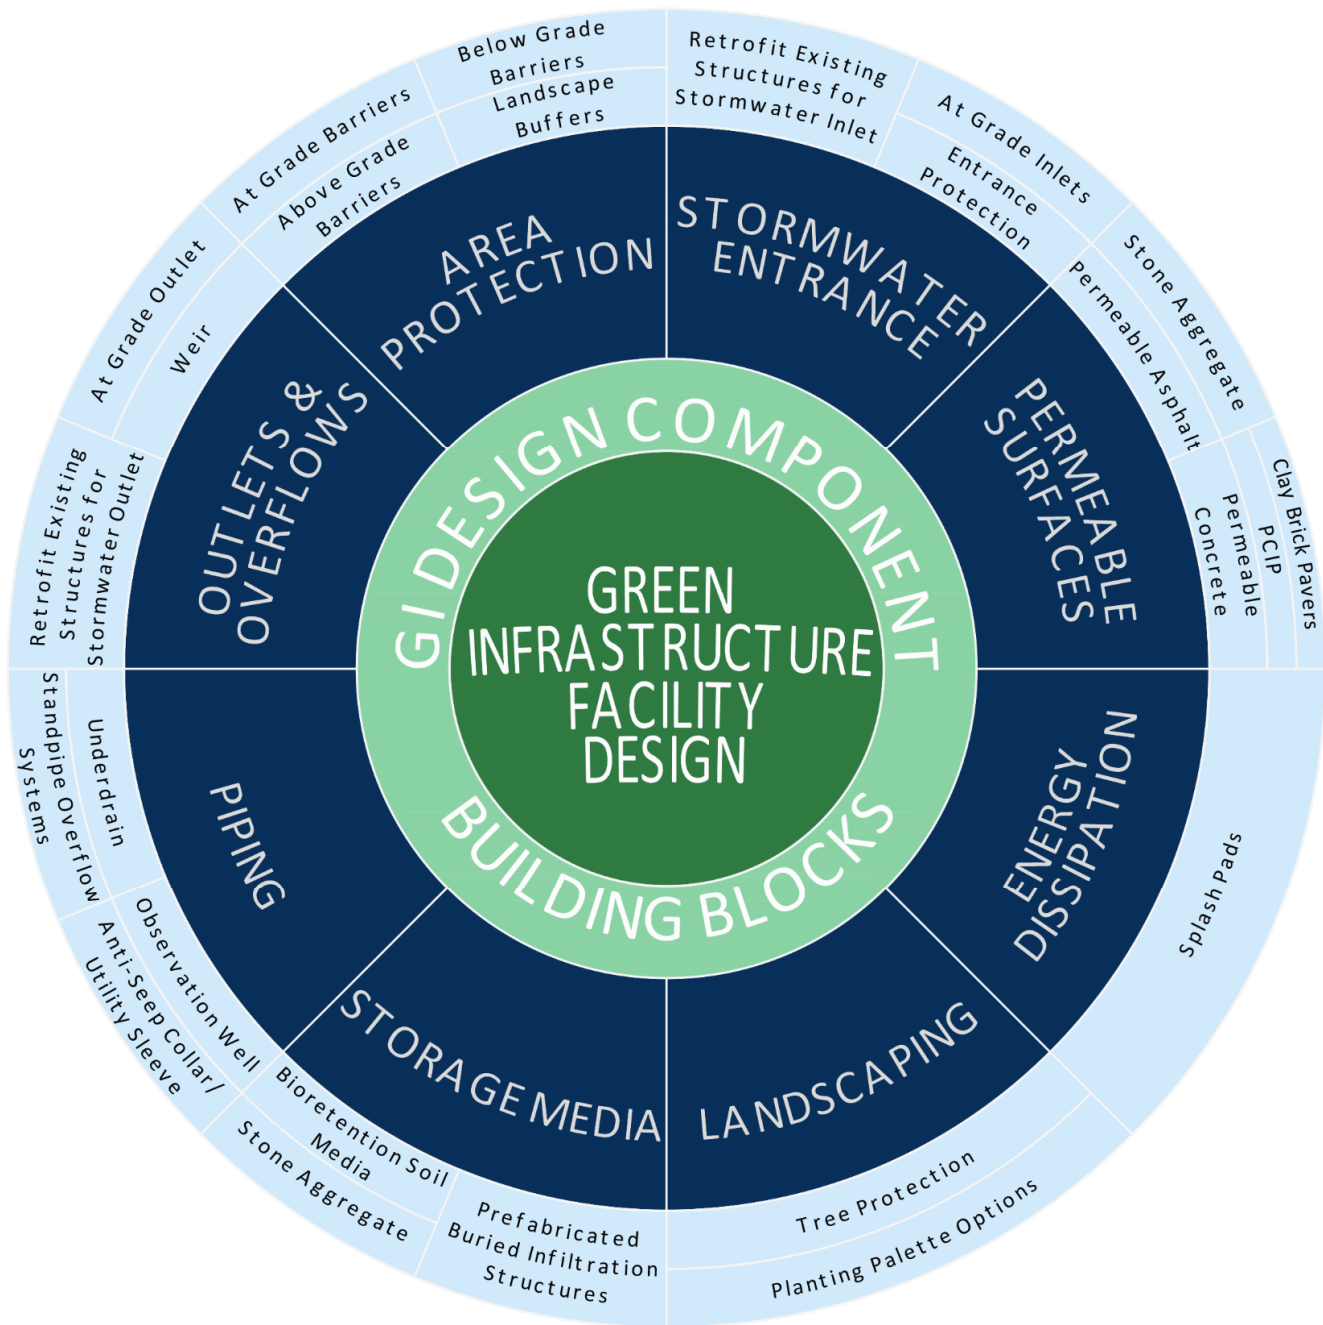 GREEN
INFRASTRUCTURE
FACILITY
DESIGN
GI DESIGN COMPONENT
BUILDING BLOCKS
STORMWATER
ENTRANCE
Retrofit Existing
Structures for
Stormwater Inlet
At Grade Inlets
Entrance
Protection
PERMEABLE
SURFACES
Stone Aggregate
Permeable Asphalt
Clay Brick Pavers
PCIP
Permeable
Concrete
ENERGY
DISSIPATION
Splash Pads
LANDSCAPING
Tree Protection
Planting Palette Options
STORAGE MEDIA
Prefabricated
Buried Infiltration
Structures
Bioretention Soil
Media
Stone Aggregate
PIPING
Observation Well
Anti-Seep Collar/
Utility Sleeve
Underdrain
Standpipe Overflow
Systems
OUTLETS &
OVERFLOWS
Retrofit Existing
Structures for
Stormwater Outlet
At Grade Outlet
Weir
AREA
PROTECTION
At Grade Barriers
Above Grade
Barriers
Below Grade
Barriers
Landscape
Buffers